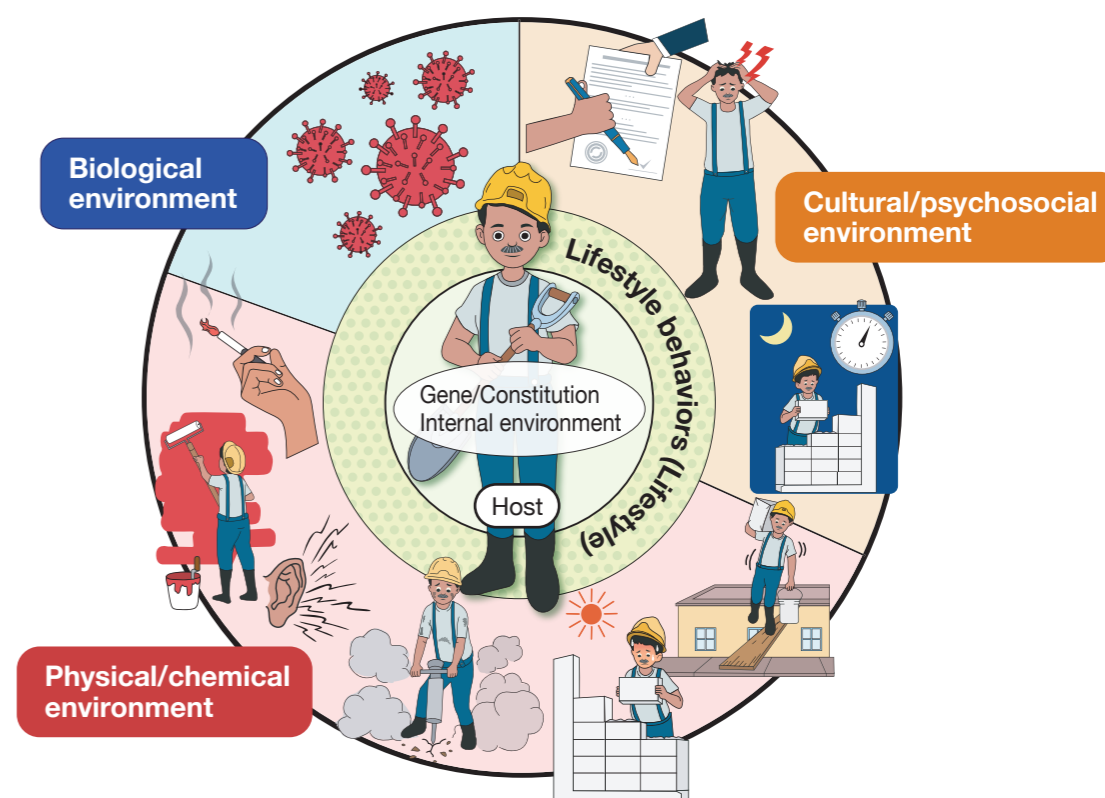 Biological
environment
Cultural/psychosocial
environment
Lifestyle behaviors (Lifestyle)
Gene/Constitution
Internal environment
Host
Physical/chemical
environment